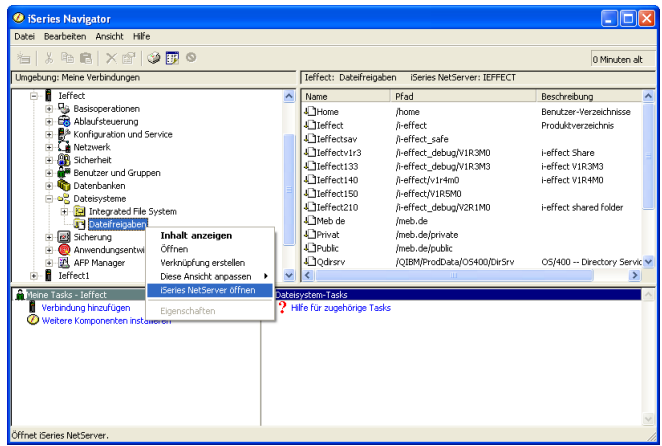 iSeries Navigator
Datei Bearbeiten Ansicht Hilfe
0 Minuten alt
Umgebung: Meine Verbindungen
Ieffect: Dateifreigaben iSeries NetServer: IEFFECT
Ieffect
Basisoperationen
Ablaufsteuerung
Konfiguration und Service
Netzwerk
Sicherheit
Benutzer und Gruppen
Datenbanken
Dateisysteme
Integrated File System
Dateifreigaben
Sicherung
Anwendungsentwi
AFP Manager
Ieffect1
Name Pfad Beschreibung
Home /home Benutzer-Verzeichnisse
Ieffect /i-effect Produktverzeichnis
Ieffectsav /i-effect_safe
Ieffectv1r3 /i-effect_debug/V1R3M0 i-effect Share
Ieffect133 /i-effect_debug/V1R3M3 i-effect V1R3M3
Ieffect140 /i-effect/v1r4m0 i-effect V1R4M0
Ieffect150 /i-effect/V1R5M0
Ieffect210 /i-effect_debug/V2R1M0 i-effect shared folder
Meb de /meb.de
Privat /meb.de/private
Public /meb.de/public
Qdirsrv /QIBM/ProdData/OS400/DirSrv OS/400 -- Directory Servic
Inhalt anzeigen
Öffnen
Verknüpfung erstellen
Diese Ansicht anpassen
iSeries NetServer öffnen
Eigenschaften
Meine Tasks - Ieffect
Verbindung hinzufügen
Weitere Komponenten installieren
Dateisystem-Tasks
Hilfe für zugehörige Tasks
Öffnet iSeries NetServer.